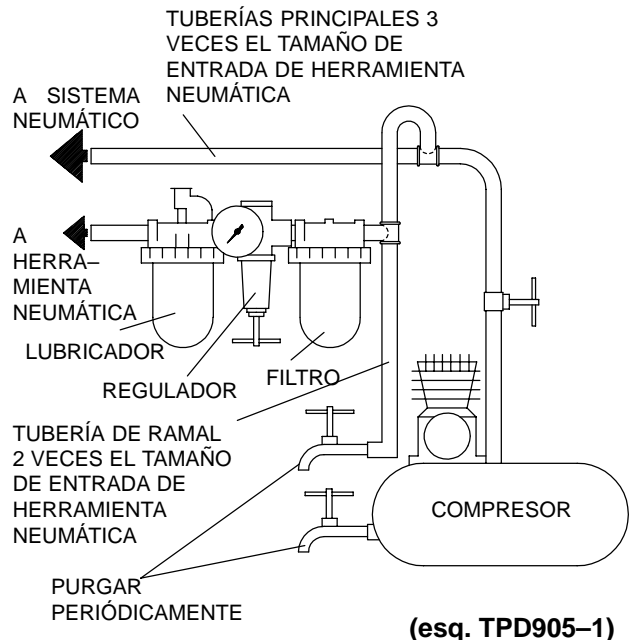 TUBERÍAS PRINCIPALES 3
VECES EL TAMAÑO DE
ENTRADA DE HERRAMIENTA
NEUMÁTICA
A SISTEMA
NEUMÁTICO
A
HERRA–
MIENTA
NEUMÁTICA
LUBRICADOR
REGULADOR
FILTRO
TUBERÍA DE RAMAL
2 VECES EL TAMAÑO
DE ENTRADA DE
HERRAMIENTA
NEUMÁTICA
COMPRESOR
PURGAR
PERIÓDICAMENTE
(esq. TPD905–1)